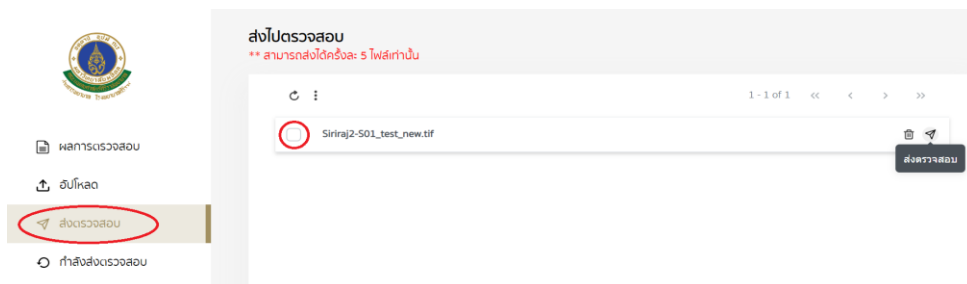 ส่งไปตรวจสอบ
** สามารถส่งได้ครั้งละ 5 ไฟล์เท่านั้น
1 - 1 of 1 << < > >>
Siriraj2-S01_test_new.tif
ส่งตรวจสอบ
ผลการตรวจสอบ
อัปโหลด
ส่งตรวจสอบ
กำลังส่งตรวจสอบ